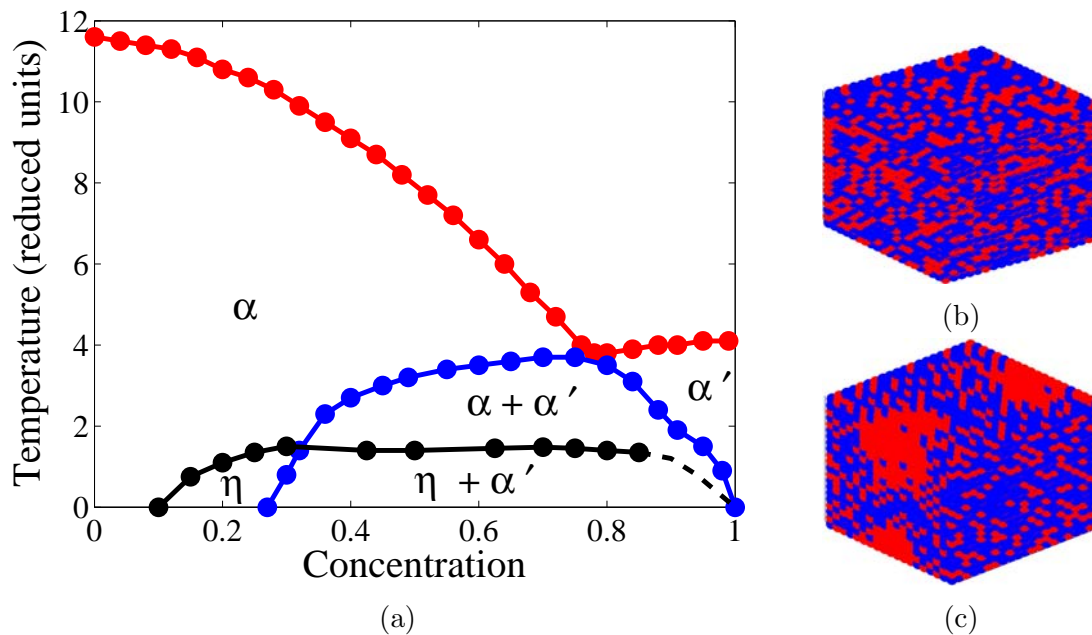 Temperature (reduced units)
12
10
8
6
4
2
0
α
α + α′
α′
η
η + α′
0
0.2
0.4
0.6
0.8
1
Concentration
(a)
(b)
(c)